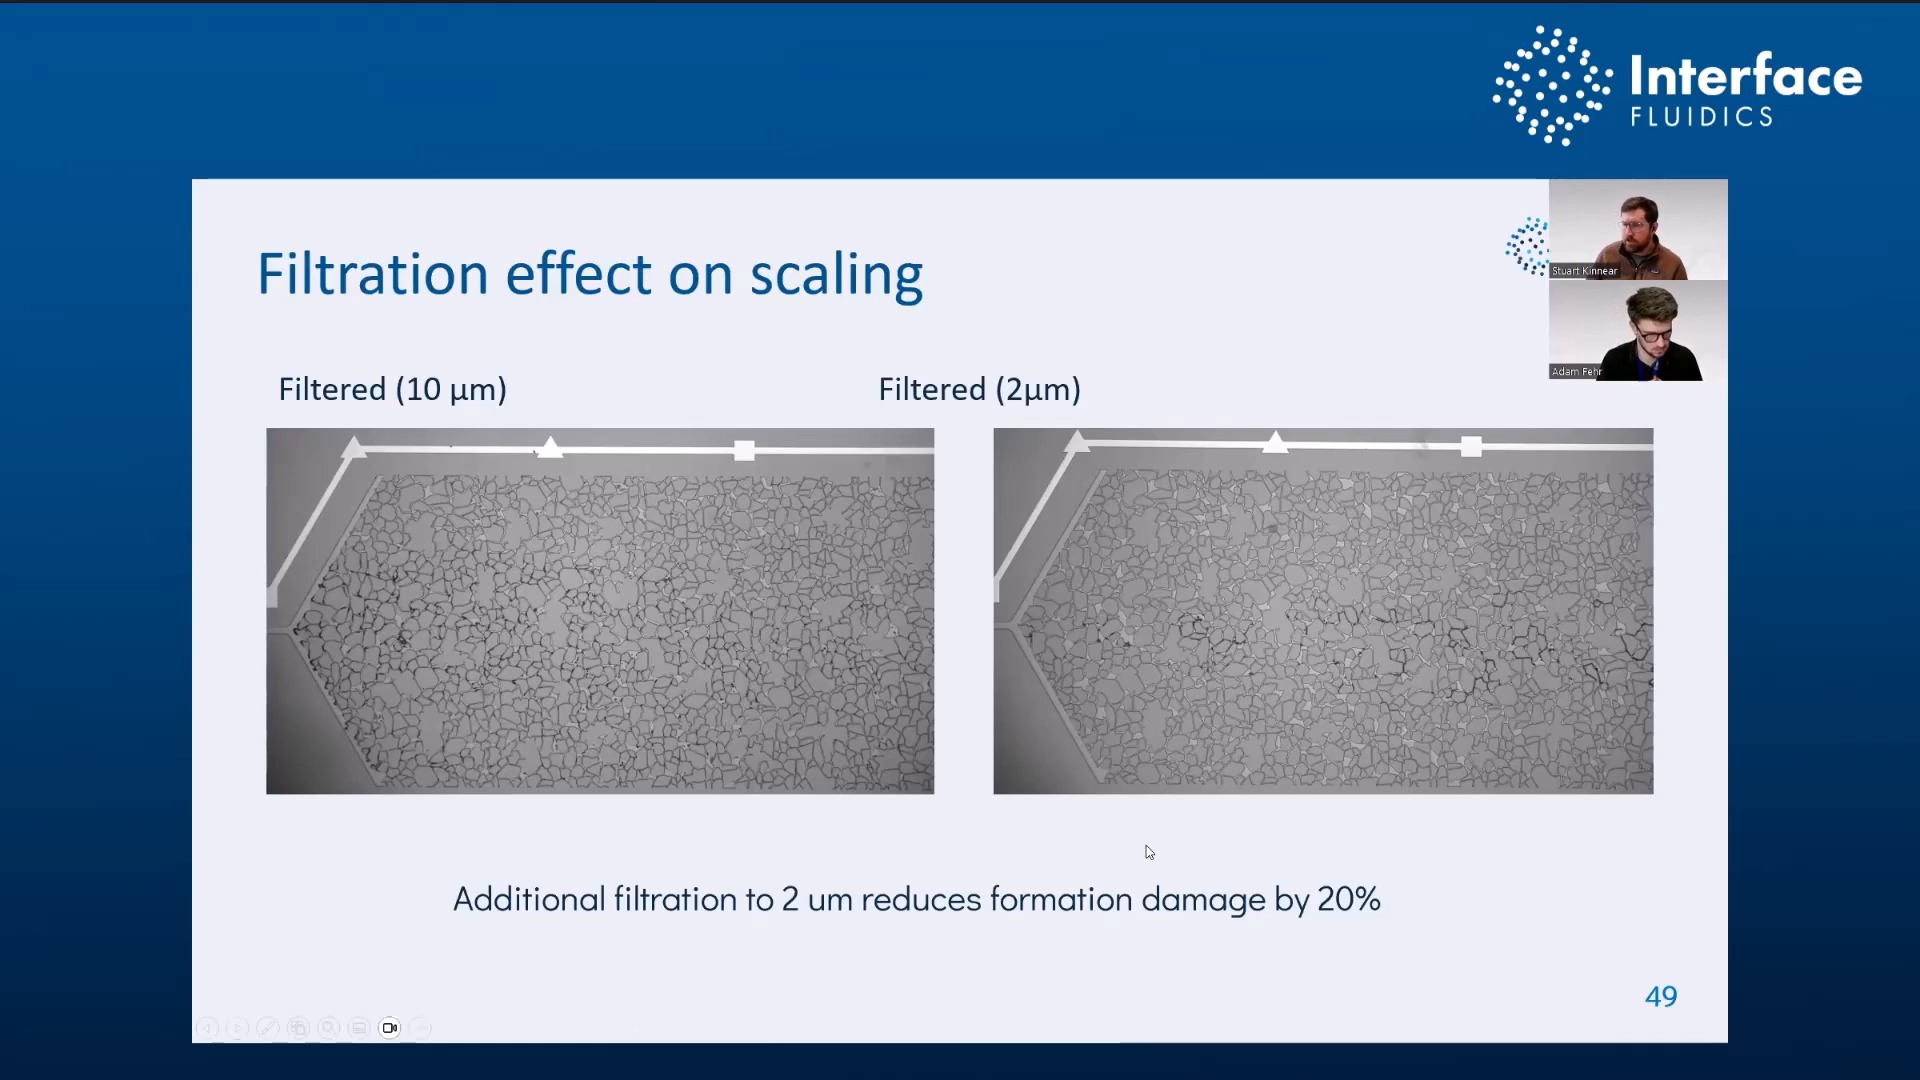 Interface
FLUIDICS
Filtration effect on scaling
Stuart Kinnear
Adam Fehr
Filtered (10 µm)
Filtered (2µm)
Additional filtration to 2 um reduces formation damage by 20%
49